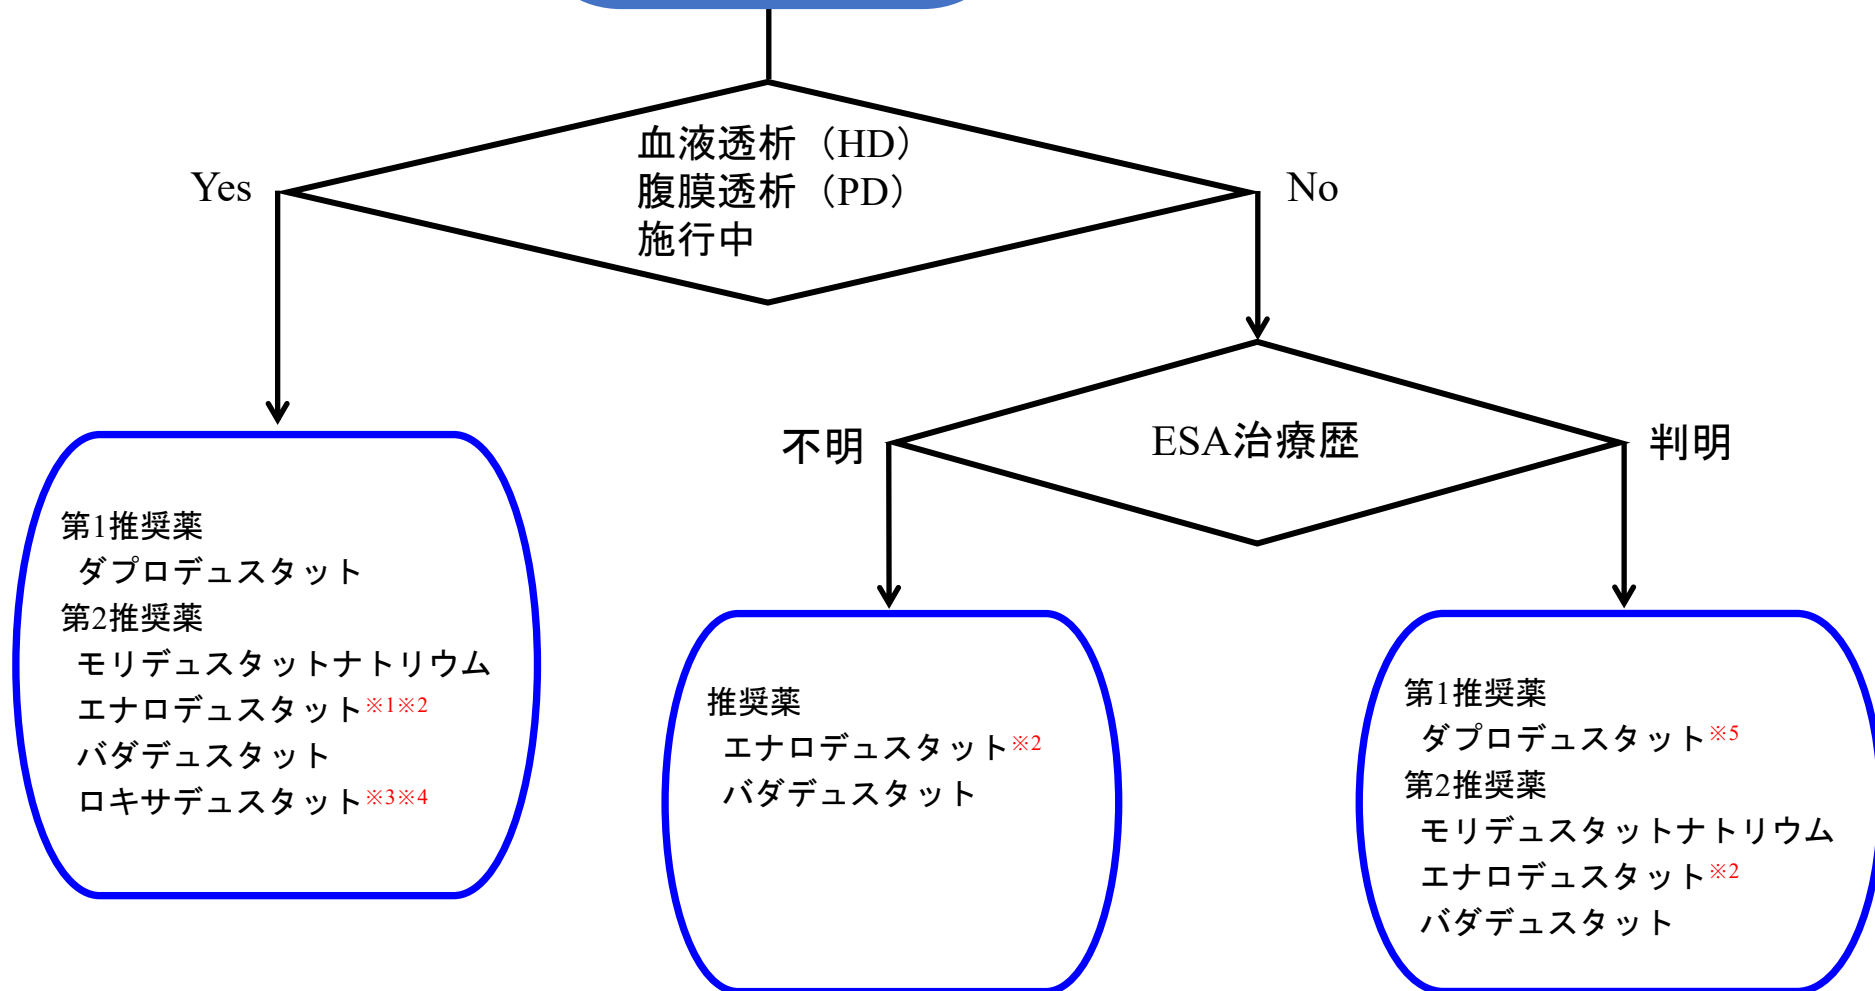 血液透析（HD）
腹膜透析（PD）
施行中
Yes
No
ESA治療歴
不明
判明
第1推奨薬
ダプロデュスタット
第2推奨薬
モリデュスタットナトリウム
エナロデュスタット※1※2
バダデュスタット
ロキサデュスタット※3※4
推奨薬
エナロデュスタット※2
バダデュスタット
第1推奨薬
ダプロデュスタット※5
第2推奨薬
モリデュスタットナトリウム
エナロデュスタット※2
バダデュスタット